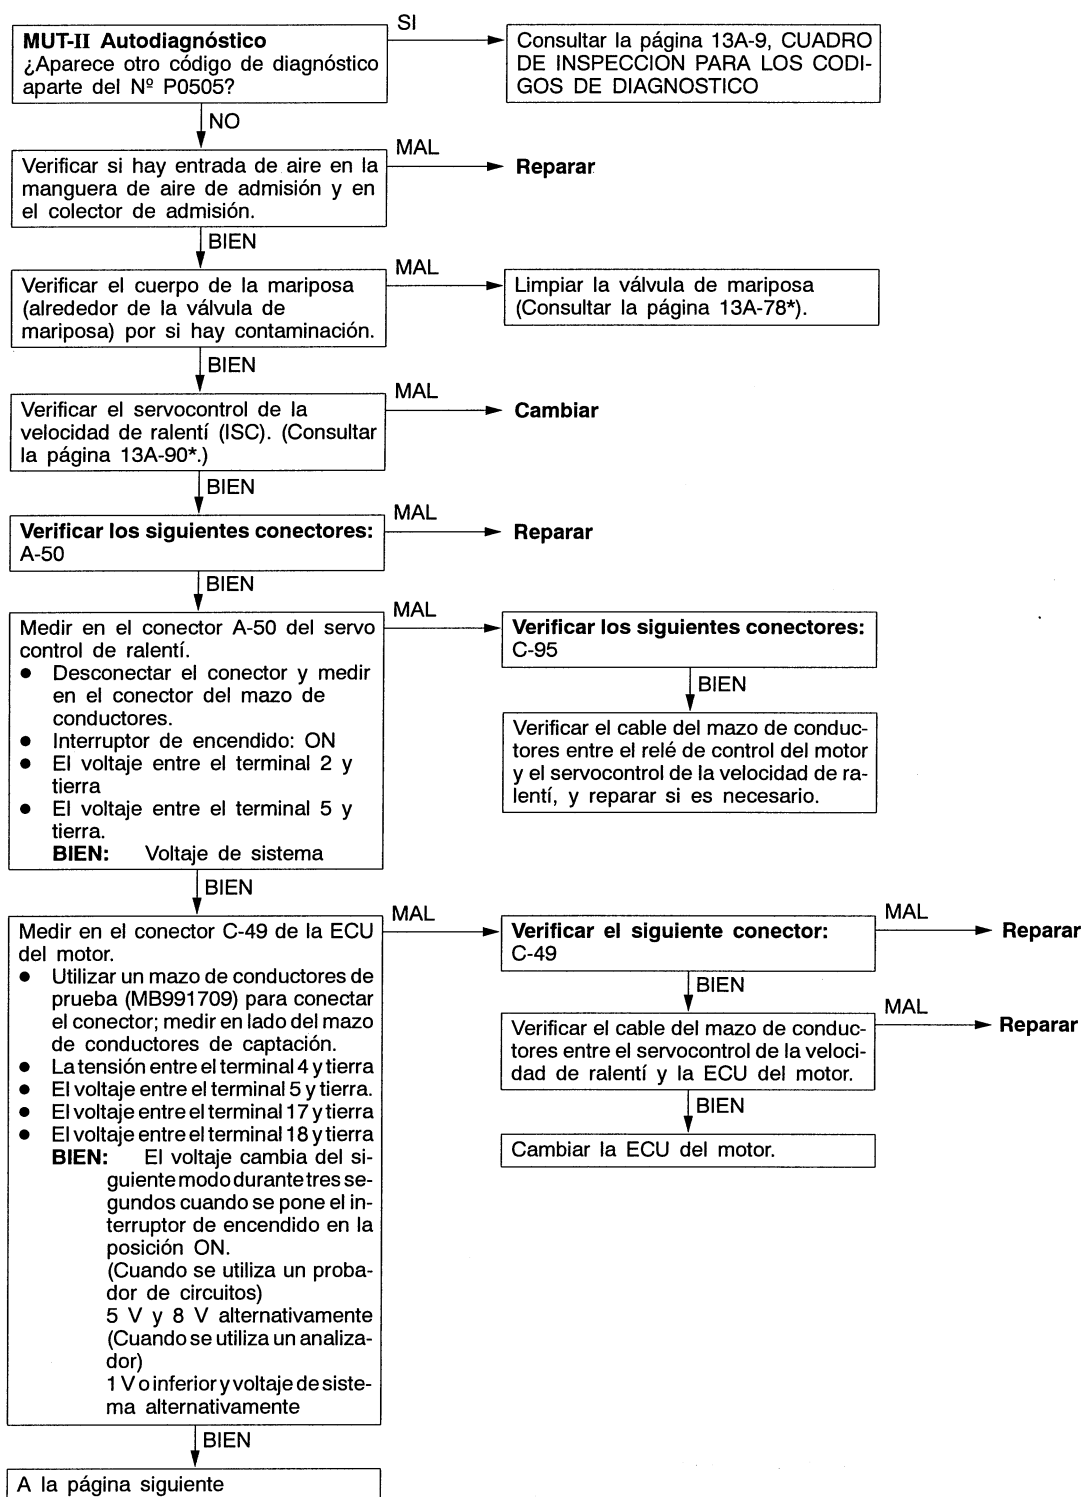 MUT-II Autodiagnóstico
¿Aparece otro código de diagnóstico
aparte del Nº P0505?
SI
Consultar la página 13A-9, CUADRO
DE INSPECCION PARA LOS CODI-
GOS DE DIAGNOSTICO
NO
Verificar si hay entrada de aire en la
manguera de aire de admisión y en
el colector de admisión.
MAL
Reparar
BIEN
Verificar el cuerpo de la mariposa
(alrededor de la válvula de
mariposa) por si hay contaminación.
MAL
Limpiar la válvula de mariposa
(Consultar la página 13A-78*).
BIEN
Verificar el servocontrol de la
velocidad de ralentí (ISC). (Consultar
la página 13A-90*.)
MAL
Cambiar
BIEN
Verificar los siguientes conectores:
A-50
MAL
Reparar
BIEN
Medir en el conector A-50 del servo
control de ralentí.
● Desconectar el conector y medir
en el conector del mazo de
conductores.
● Interruptor de encendido: ON
● El voltaje entre el terminal 2 y
tierra
● El voltaje entre el terminal 5 y
tierra.
BIEN: Voltaje de sistema
MAL
Verificar los siguientes conectores:
C-95
BIEN
Verificar el cable del mazo de conduc-
tores entre el relé de control del motor
y el servocontrol de la velocidad de ra-
lentí, y reparar si es necesario.
BIEN
Medir en el conector C-49 de la ECU
del motor.
● Utilizar un mazo de conductores de
prueba (MB991709) para conectar
el conector; medir en lado del mazo
de conductores de captación.
● La tensión entre el terminal 4 y tierra
● El voltaje entre el terminal 5 y tierra.
● El voltaje entre el terminal 17 y tierra
● El voltaje entre el terminal 18 y tierra
BIEN: El voltaje cambia del si-
guiente modo durante tres se-
gundos cuando se pone el in-
terruptor de encendido en la
posición ON.
(Cuando se utiliza un proba-
dor de circuitos)
5 V y 8 V alternativamente
(Cuando se utiliza un analiza-
dor)
1 V o inferior y voltaje de siste-
ma alternativamente
MAL
Verificar el siguiente conector:
C-49
MAL
Reparar
BIEN
Verificar el cable del mazo de conduc-
tores entre el servocontrol de la veloci-
dad de ralentí y la ECU del motor.
MAL
Reparar
BIEN
Cambiar la ECU del motor.
BIEN
A la página siguiente